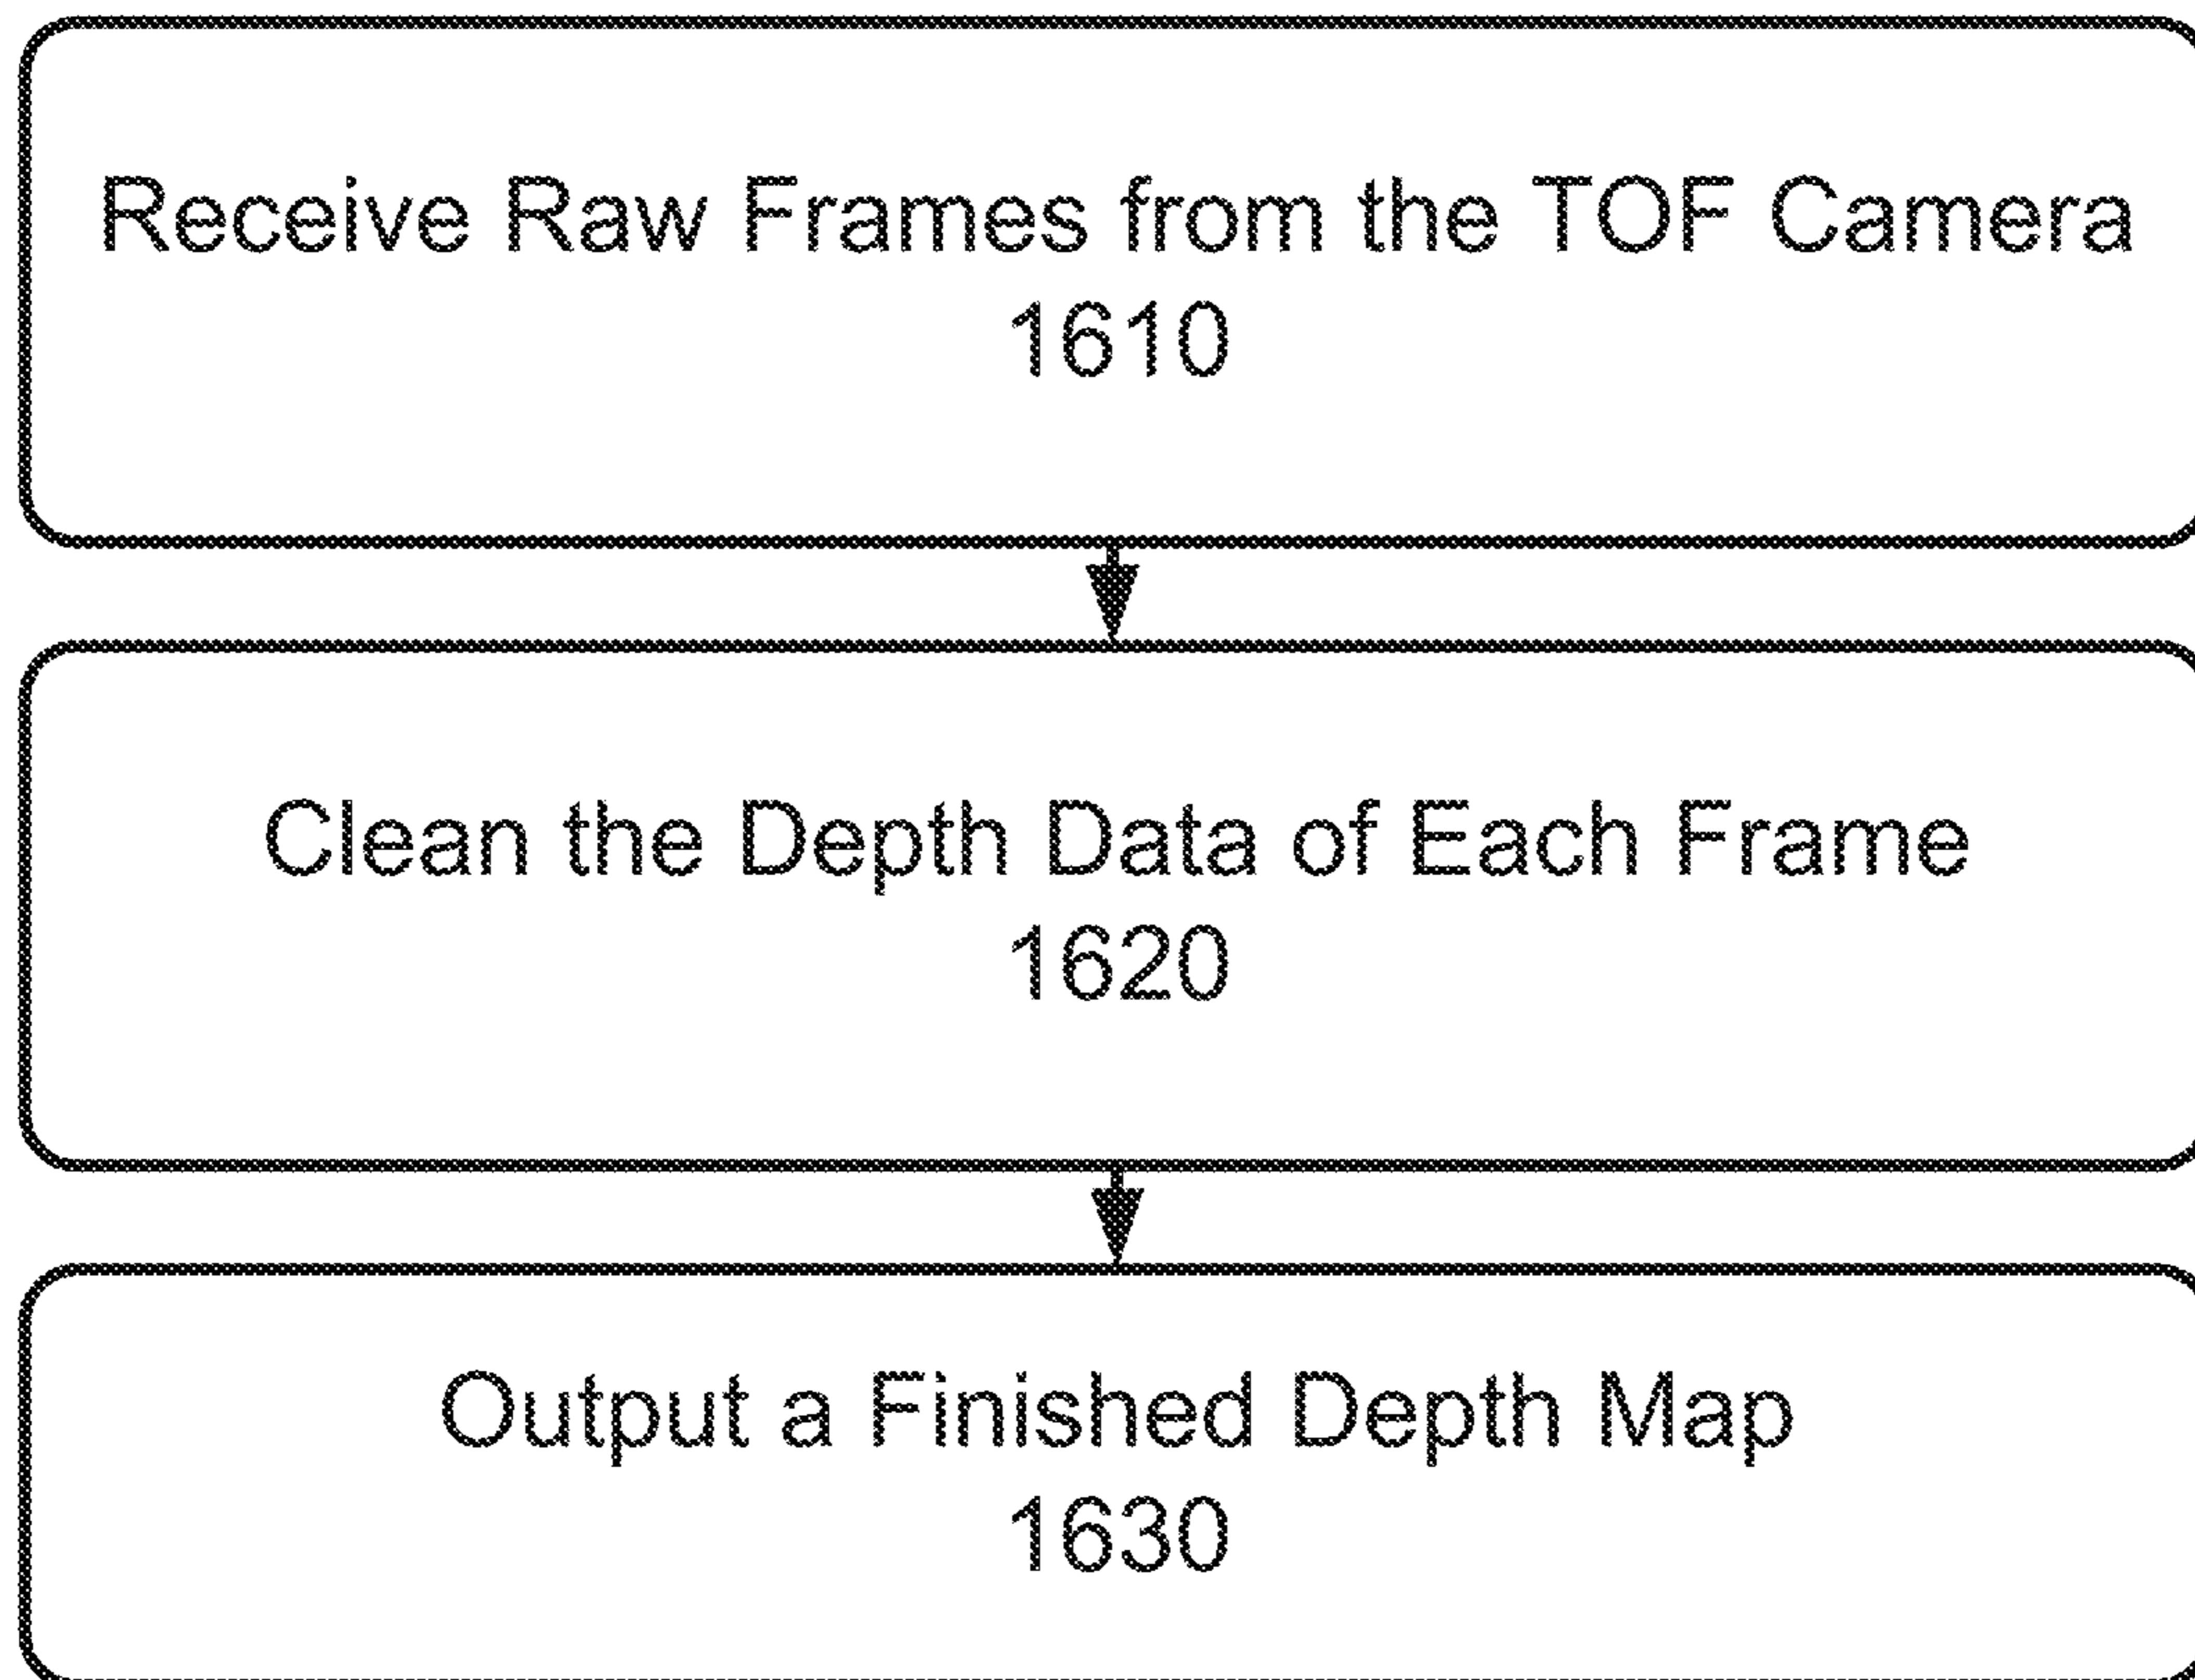 Receive Raw Frames from the TOF Camera
1610
Clean the Depth Data of Each Frame
1620
Output a Finished Depth Map
1630